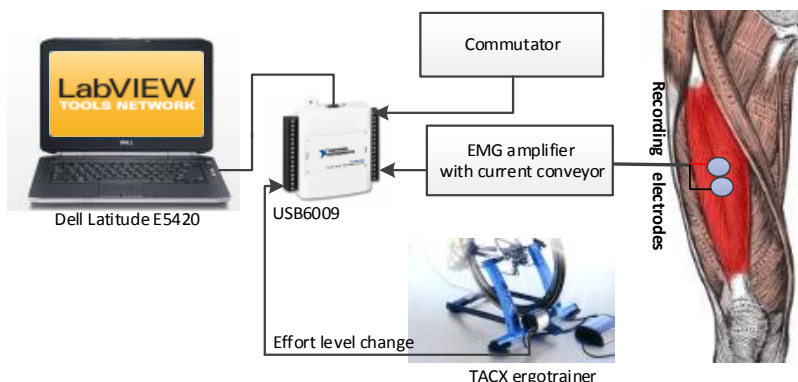 LabVIEW
TOOLS NETWORK
DELL
Dell Latitude E5420
USB6009
Commutator
EMG amplifier
with current conveyor
Recording electrodes
Effort level change
TACX ergotrainer